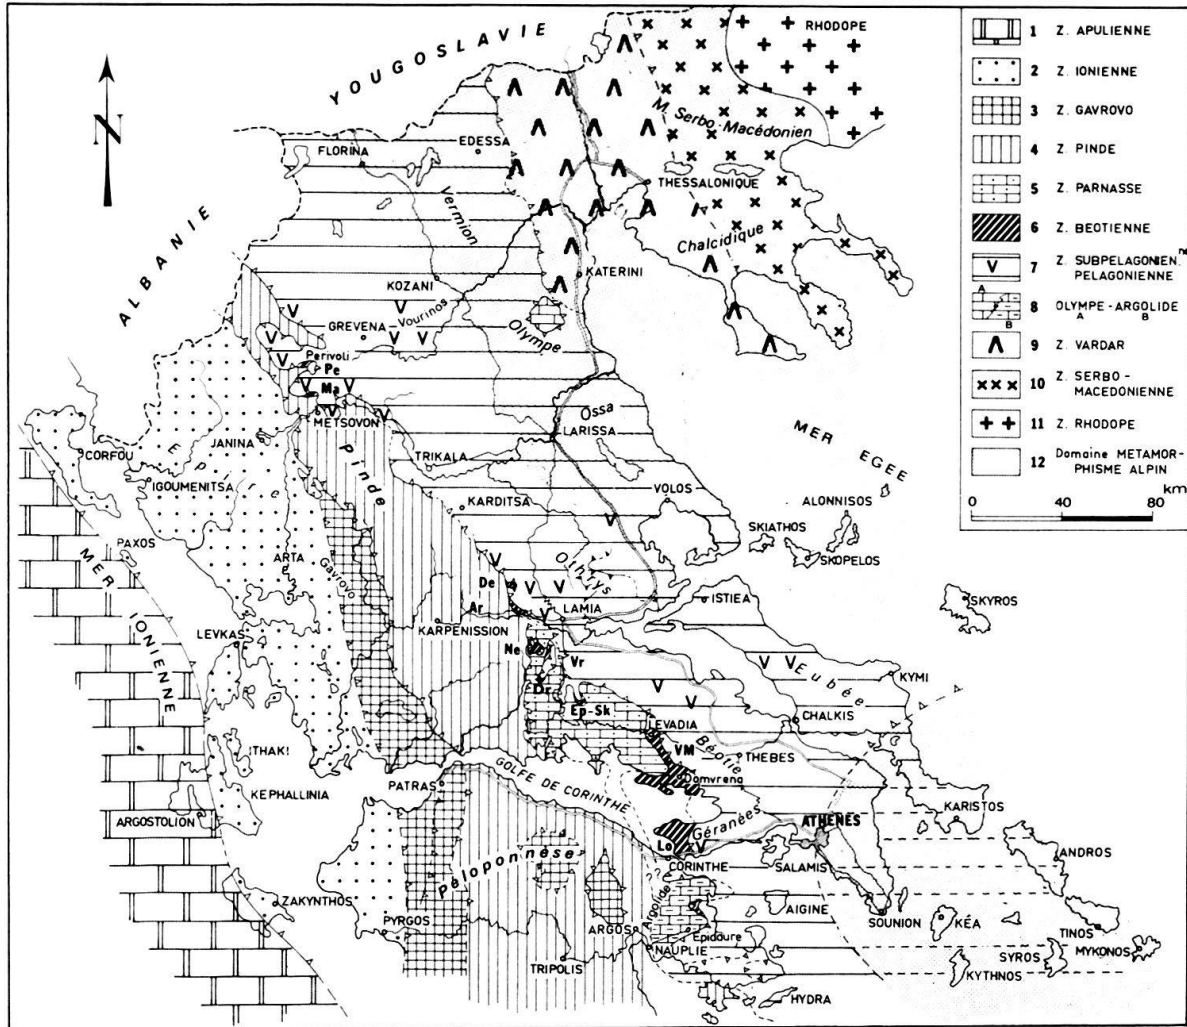 YOUGOSLAVIE
ALBANIE
N
RHODOPE
M. Serbo-Macédonien
FLORINA
EDESSA
THESSALONIQUE
Vermion
Chalcidique
KATERINI
KOZANI
GREVENA
Vourinos
Olympe
Perivoli
Pe
Ma
METSOVON
Ossa
LARISSA
MER EGEE
JANINA
CORFOU
Epire
Pinde
TRIKALA
IGOUMENITSA
KARDITSA
VOLOS
ALONNISOS
SKIATHOS
SKOPELOS
PAXOS
MER IONIENNE
ARTA
Gavrovo
Othrys
De
Ar
LAMIA
ISTIEA
SKYROS
KARPENISSION
LEVKAS
Ne
Vr
Dr
Eubée
KYMI
Ep-Sk
LEVADIA
CHALKIS
Béotie
VM
THEBES
ITHAKI
Domvrena
KEPHALLINIA
PATRAS
GOLFE DE CORINTHE
ARGOSTOLION
KARISTOS
Géranées
ATHENES
Lo
CORINTHE
SALAMIS
ANDROS
Péloponnèse
ZAKYNTHOS
AIGINE
SOUNION
KÉA
PYRGOS
ARGOS
Argolide
Epidaure
TINOS
NAUPLIE
MYKONOS
TRIPOLIS
SYROS
KYTHNOS
HYDRA
1 Z. APULIENNE
2 Z. IONIENNE
3 Z. GAVROVO
4 Z. PINDE
5 Z. PARNASSE
6 Z. BEOTIENNE
7 Z. SUBPELAGONIEN.ne
PELAGONIENNE
A
8 OLYMPE-ARGOLIDE
A B
B
9 Z. VARDAR
10 Z. SERBO-
MACEDONIENNE
11 Z. RHODOPE
12 Domaine METAMOR-
PHISME ALPIN
km
0 40 80